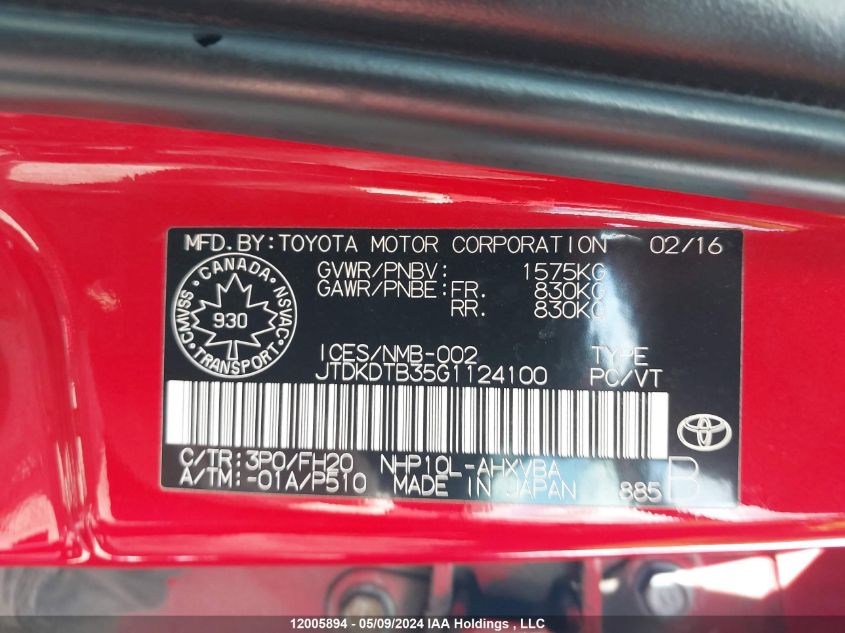 MFD.BY:TOYOTA MOTOR CORPORATION 02/16
GVWR/PNBV: 1575KG
GAWR/PNBE:FR. 830KG
RR. 830KG
CANADA
CMVSS NSVAC
930
TRANSPORT
ICES/NMB-002 TYPE
JTDKDTB35G1124100 PC/VT
C/TR:3P0/FH20 NHP10L-AHXVBA
A/TM:-01A/P510 MADE IN JAPAN 885 B
12005894 - 05/09/2024 IAA Holdings , LLC